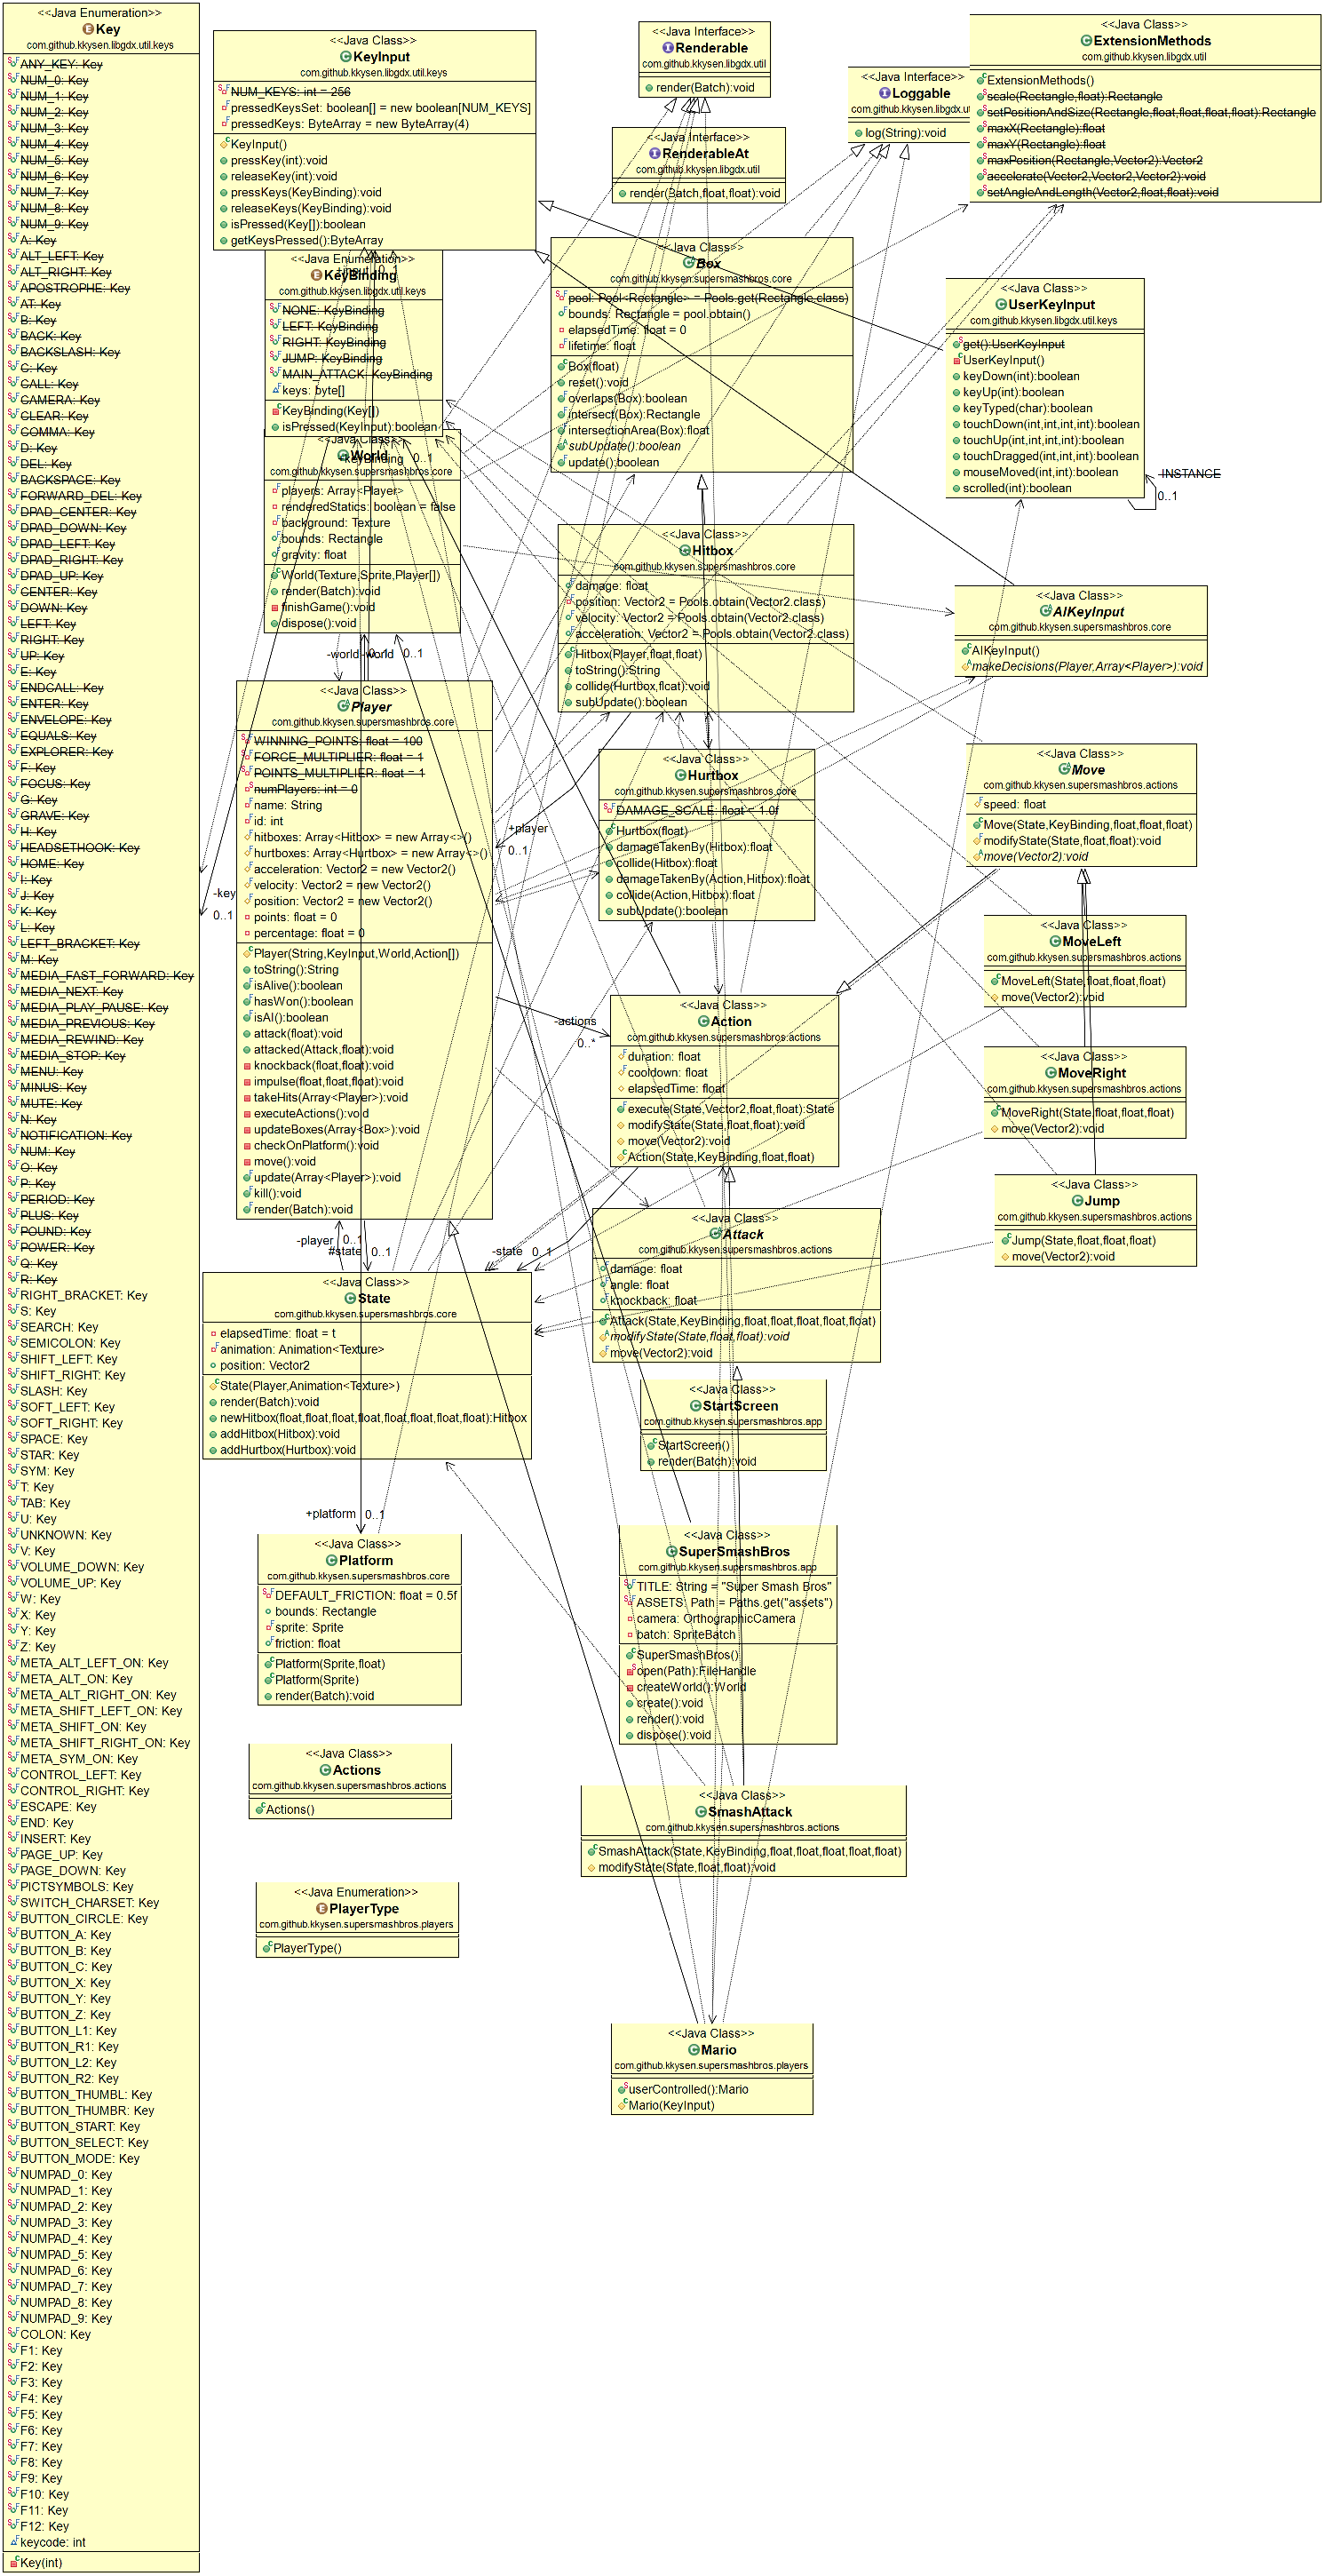 <<Java Enumeration>>
Key
com.github.kkysen.libgdx.util.keys
ANY_KEY: Key
NUM_0: Key
NUM_1: Key
NUM_2: Key
NUM_3: Key
NUM_4: Key
NUM_5: Key
NUM_6: Key
NUM_7: Key
NUM_8: Key
NUM_9: Key
A: Key
ALT_LEFT: Key
ALT_RIGHT: Key
APOSTROPHE: Key
AT: Key
B: Key
BACK: Key
BACKSLASH: Key
C: Key
CALL: Key
CAMERA: Key
CLEAR: Key
COMMA: Key
D: Key
DEL: Key
BACKSPACE: Key
FORWARD_DEL: Key
DPAD_CENTER: Key
DPAD_DOWN: Key
DPAD_LEFT: Key
DPAD_RIGHT: Key
DPAD_UP: Key
CENTER: Key
DOWN: Key
LEFT: Key
RIGHT: Key
UP: Key
E: Key
ENDCALL: Key
ENTER: Key
ENVELOPE: Key
EQUALS: Key
EXPLORER: Key
F: Key
FOCUS: Key
G: Key
GRAVE: Key
H: Key
HEADSETHOOK: Key
HOME: Key
I: Key
J: Key
K: Key
L: Key
LEFT_BRACKET: Key
M: Key
MEDIA_FAST_FORWARD: Key
MEDIA_NEXT: Key
MEDIA_PLAY_PAUSE: Key
MEDIA_PREVIOUS: Key
MEDIA_REWIND: Key
MEDIA_STOP: Key
MENU: Key
MINUS: Key
MUTE: Key
N: Key
NOTIFICATION: Key
NUM: Key
O: Key
P: Key
PERIOD: Key
PLUS: Key
POUND: Key
POWER: Key
Q: Key
R: Key
RIGHT_BRACKET: Key
S: Key
SEARCH: Key
SEMICOLON: Key
SHIFT_LEFT: Key
SHIFT_RIGHT: Key
SLASH: Key
SOFT_LEFT: Key
SOFT_RIGHT: Key
SPACE: Key
STAR: Key
SYM: Key
T: Key
TAB: Key
U: Key
UNKNOWN: Key
V: Key
VOLUME_DOWN: Key
VOLUME_UP: Key
W: Key
X: Key
Y: Key
Z: Key
META_ALT_LEFT_ON: Key
META_ALT_ON: Key
META_ALT_RIGHT_ON: Key
META_SHIFT_LEFT_ON: Key
META_SHIFT_ON: Key
META_SHIFT_RIGHT_ON: Key
META_SYM_ON: Key
CONTROL_LEFT: Key
CONTROL_RIGHT: Key
ESCAPE: Key
END: Key
INSERT: Key
PAGE_UP: Key
PAGE_DOWN: Key
PICTSYMBOLS: Key
SWITCH_CHARSET: Key
BUTTON_CIRCLE: Key
BUTTON_A: Key
BUTTON_B: Key
BUTTON_C: Key
BUTTON_X: Key
BUTTON_Y: Key
BUTTON_Z: Key
BUTTON_L1: Key
BUTTON_R1: Key
BUTTON_L2: Key
BUTTON_R2: Key
BUTTON_THUMBL: Key
BUTTON_THUMBR: Key
BUTTON_START: Key
BUTTON_SELECT: Key
BUTTON_MODE: Key
NUMPAD_0: Key
NUMPAD_1: Key
NUMPAD_2: Key
NUMPAD_3: Key
NUMPAD_4: Key
NUMPAD_5: Key
NUMPAD_6: Key
NUMPAD_7: Key
NUMPAD_8: Key
NUMPAD_9: Key
COLON: Key
F1: Key
F2: Key
F3: Key
F4: Key
F5: Key
F6: Key
F7: Key
F8: Key
F9: Key
F10: Key
F11: Key
F12: Key
keycode: int
Key(int)
<<Java Class>>
KeyInput
com.github.kkysen.libgdx.util.keys
NUM_KEYS: int = 256
pressedKeysSet: boolean[] = new boolean[NUM_KEYS]
pressedKeys: ByteArray = new ByteArray(4)
KeyInput()
pressKey(int):void
releaseKey(int):void
pressKeys(KeyBinding):void
releaseKeys(KeyBinding):void
isPressed(Key[]):boolean
getKeysPressed():ByteArray
<<Java Enumeration>>
KeyBinding
com.github.kkysen.libgdx.util.keys
NONE: KeyBinding
LEFT: KeyBinding
RIGHT: KeyBinding
JUMP: KeyBinding
MAIN_ATTACK: KeyBinding
keys: byte[]
KeyBinding(Key[])
isPressed(KeyInput):boolean
<<Java Class>>
World
+keyBinding 0..1
com.github.kkysen.supersmashbros.core
players: Array<Player>
renderedStatics: boolean = false
background: Texture
bounds: Rectangle
gravity: float
World(Texture,Sprite,Player[])
render(Batch):void
finishGame():void
dispose():void
-world
-world
0..1
0..1
<<Java Class>>
Player
com.github.kkysen.supersmashbros.core
WINNING_POINTS: float = 100
FORCE_MULTIPLIER: float = 1
POINTS_MULTIPLIER: float = 1
numPlayers: int = 0
name: String
id: int
hitboxes: Array<Hitbox> = new Array<>()
hurtboxes: Array<Hurtbox> = new Array<>()
acceleration: Vector2 = new Vector2()
velocity: Vector2 = new Vector2()
position: Vector2 = new Vector2()
points: float = 0
percentage: float = 0
Player(String,KeyInput,World,Action[])
toString():String
isAlive():boolean
hasWon():boolean
isAI():boolean
attack(float):void
attacked(Attack,float):void
knockback(float,float):void
impulse(float,float,float):void
takeHits(Array<Player>):void
executeActions():void
updateBoxes(Array<Box>):void
checkOnPlatform():void
move():void
update(Array<Player>):void
kill():void
render(Batch):void
-key
0..1
-player 0..1
#state 0..1
<<Java Class>>
State
com.github.kkysen.supersmashbros.core
elapsedTime: float = t
animation: Animation<Texture>
position: Vector2
State(Player,Animation<Texture>)
render(Batch):void
newHitbox(float,float,float,float,float,float,float,float):Hitbox
addHitbox(Hitbox):void
addHurtbox(Hurtbox):void
+platform 0..1
<<Java Class>>
Platform
com.github.kkysen.supersmashbros.core
DEFAULT_FRICTION: float = 0.5f
bounds: Rectangle
sprite: Sprite
friction: float
Platform(Sprite,float)
Platform(Sprite)
render(Batch):void
<<Java Class>>
Actions
com.github.kkysen.supersmashbros.actions
Actions()
<<Java Enumeration>>
PlayerType
com.github.kkysen.supersmashbros.players
PlayerType()
<<Java Interface>>
Renderable
com.github.kkysen.libgdx.util
render(Batch):void
<<Java Interface>>
RenderableAt
com.github.kkysen.libgdx.util
render(Batch,float,float):void
<<Java Class>>
Box
com.github.kkysen.supersmashbros.core
pool: Pool<Rectangle> = Pools.get(Rectangle.class)
bounds: Rectangle = pool.obtain()
elapsedTime: float = 0
lifetime: float
Box(float)
reset():void
overlaps(Box):boolean
intersect(Box):Rectangle
intersectionArea(Box):float
subUpdate():boolean
update():boolean
<<Java Class>>
Hitbox
com.github.kkysen.supersmashbros.core
damage: float
position: Vector2 = Pools.obtain(Vector2.class)
velocity: Vector2 = Pools.obtain(Vector2.class)
acceleration: Vector2 = Pools.obtain(Vector2.class)
Hitbox(Player,float,float)
toString():String
collide(Hurtbox,float):void
subUpdate():boolean
+player
0..1
<<Java Class>>
Hurtbox
com.github.kkysen.supersmashbros.core
DAMAGE_SCALE: float = 1.0f
Hurtbox(float)
damageTakenBy(Hitbox):float
collide(Hitbox):float
damageTakenBy(Action,Hitbox):float
collide(Action,Hitbox):float
subUpdate():boolean
-actions
0..*
<<Java Class>>
Action
com.github.kkysen.supersmashbros.actions
duration: float
cooldown: float
elapsedTime: float
execute(State,Vector2,float,float):State
modifyState(State,float,float):void
move(Vector2):void
Action(State,KeyBinding,float,float)
-state 0..1
<<Java Class>>
Attack
com.github.kkysen.supersmashbros.actions
damage: float
angle: float
knockback: float
Attack(State,KeyBinding,float,float,float,float,float)
modifyState(State,float,float):void
move(Vector2):void
<<Java Class>>
StartScreen
com.github.kkysen.supersmashbros.app
StartScreen()
render(Batch):void
<<Java Class>>
SuperSmashBros
com.github.kkysen.supersmashbros.app
TITLE: String = "Super Smash Bros"
ASSETS: Path = Paths.get("assets")
camera: OrthographicCamera
batch: SpriteBatch
SuperSmashBros()
open(Path):FileHandle
createWorld():World
create():void
render():void
dispose():void
<<Java Class>>
SmashAttack
com.github.kkysen.supersmashbros.actions
SmashAttack(State,KeyBinding,float,float,float,float,float)
modifyState(State,float,float):void
<<Java Class>>
Mario
com.github.kkysen.supersmashbros.players
userControlled():Mario
Mario(KeyInput)
<<Java Interface>>
Loggable
com.github.kkysen.libgdx.ut
log(String):void
<<Java Class>>
ExtensionMethods
com.github.kkysen.libgdx.util
ExtensionMethods()
scale(Rectangle,float):Rectangle
setPositionAndSize(Rectangle,float,float,float,float):Rectangle
maxX(Rectangle):float
maxY(Rectangle):float
maxPosition(Rectangle,Vector2):Vector2
accelerate(Vector2,Vector2,Vector2):void
setAngleAndLength(Vector2,float,float):void
<<Java Class>>
UserKeyInput
com.github.kkysen.libgdx.util.keys
get():UserKeyInput
UserKeyInput()
keyDown(int):boolean
keyUp(int):boolean
keyTyped(char):boolean
touchDown(int,int,int,int):boolean
touchUp(int,int,int,int):boolean
touchDragged(int,int,int):boolean
mouseMoved(int,int):boolean
scrolled(int):boolean
-INSTANCE
0..1
<<Java Class>>
AIKeyInput
com.github.kkysen.supersmashbros.core
AIKeyInput()
makeDecisions(Player,Array<Player>):void
<<Java Class>>
Move
com.github.kkysen.supersmashbros.actions
speed: float
Move(State,KeyBinding,float,float,float)
modifyState(State,float,float):void
move(Vector2):void
<<Java Class>>
MoveLeft
com.github.kkysen.supersmashbros.actions
MoveLeft(State,float,float,float)
move(Vector2):void
<<Java Class>>
MoveRight
com.github.kkysen.supersmashbros.actions
MoveRight(State,float,float,float)
move(Vector2):void
<<Java Class>>
Jump
com.github.kkysen.supersmashbros.actions
Jump(State,float,float,float)
move(Vector2):void